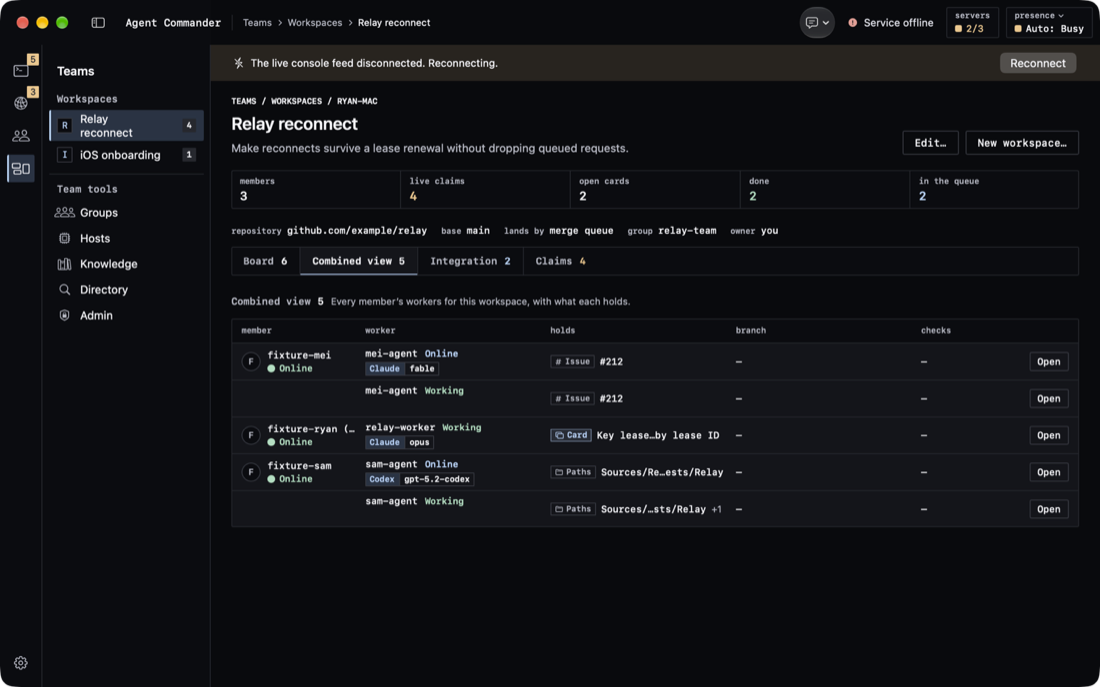 Agent Commander
Teams > Workspaces > Relay reconnect
Service offline
servers
2/3
presence
Auto: Busy
5
3
Teams
Workspaces
R Relay reconnect 4
I iOS onboarding 1
Team tools
Groups
Hosts
Knowledge
Directory
Admin
The live console feed disconnected. Reconnecting.
Reconnect
TEAMS / WORKSPACES / RYAN-MAC
Relay reconnect
Make reconnects survive a lease renewal without dropping queued requests.
Edit…
New workspace…
members
3
live claims
4
open cards
2
done
2
in the queue
2
repository github.com/example/relay base main lands by merge queue group relay-team owner you
Board 6 Combined view 5 Integration 2 Claims 4
Combined view 5 Every member's workers for this workspace, with what each holds.
member worker holds branch checks
F fixture-mei
Online
mei-agent Online
Claude fable
# Issue #212
–
–
Open
mei-agent Working
# Issue #212
–
–
Open
F fixture-ryan (…
Online
relay-worker Working
Claude opus
Card Key lease…by lease ID
–
–
Open
F fixture-sam
Online
sam-agent Online
Codex gpt-5.2-codex
Paths Sources/Re…ests/Relay
–
–
Open
sam-agent Working
Paths Sources/…sts/Relay +1
–
–
Open